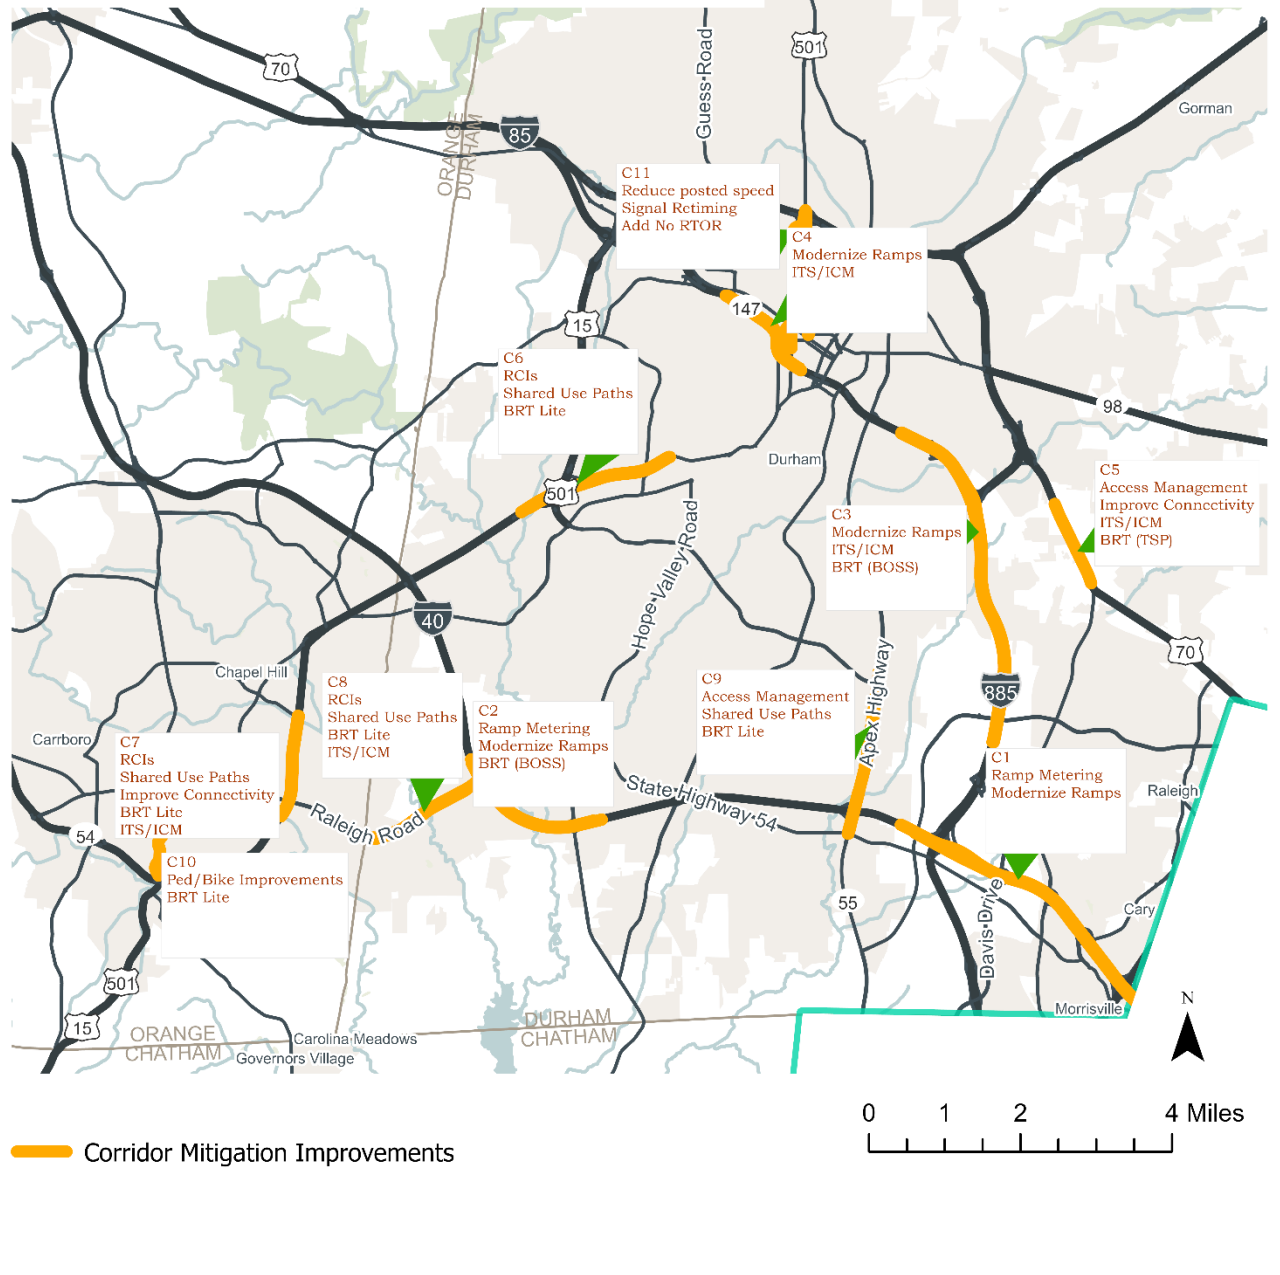 70
501
Guess Road
Gorman
85
ORANGE
DURHAM
C11
Reduce posted speed
Signal Retiming
Add No RTOR
C4
Modernize Ramps
ITS/ICM
147
15
C6
RCIs
Shared Use Paths
BRT Lite
98
Durham
501
C5
Access Management
Improve Connectivity
ITS/ICM
BRT (TSP)
C3
Modernize Ramps
ITS/ICM
BRT (BOSS)
Hope Valley Road
40
70
Chapel Hill
885
C8
RCIs
Shared Use Paths
BRT Lite
ITS/ICM
C9
Access Management
Shared Use Paths
BRT Lite
Apex Highway
C2
Ramp Metering
Modernize Ramps
BRT (BOSS)
Carrboro
C7
RCIs
Shared Use Paths
Improve Connectivity
BRT Lite
ITS/ICM
C1
Ramp Metering
Modernize Ramps
Raleigh
State Highway 54
Raleigh Road
54
C10
Ped/Bike Improvements
BRT Lite
55
Davis Drive
Cary
501
15
Morrisville
N
ORANGE
CHATHAM
DURHAM
CHATHAM
Carolina Meadows
Governors Village
0 1 2 4 Miles
Corridor Mitigation Improvements